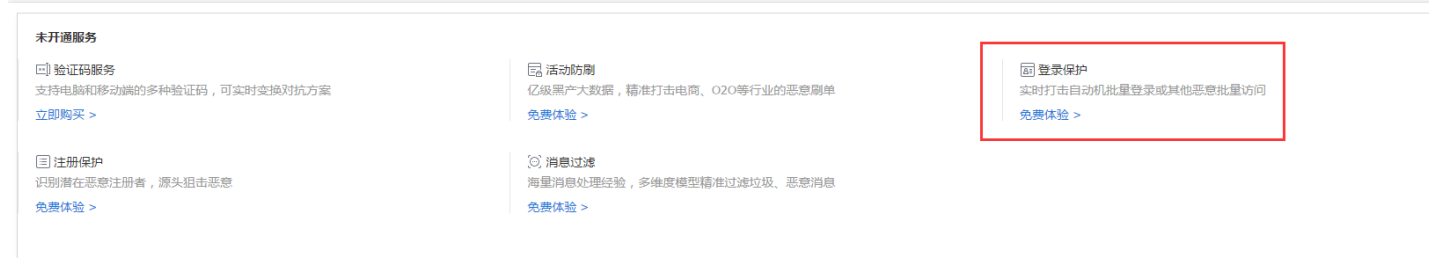 未开通服务
验证码服务
支持电脑和移动端的多种验证码，可实时变换对抗方案
立即购买 >
活动防刷
亿级黑产大数据，精准打击电商、O2O等行业的恶意刷单
免费体验 >
登录保护
实时打击自动机批量登录或其他恶意批量访问
免费体验 >
注册保护
识别潜在恶意注册者，源头狙击恶意
免费体验 >
消息过滤
海量消息处理经验，多维度模型精准过滤垃圾、恶意消息
免费体验 >